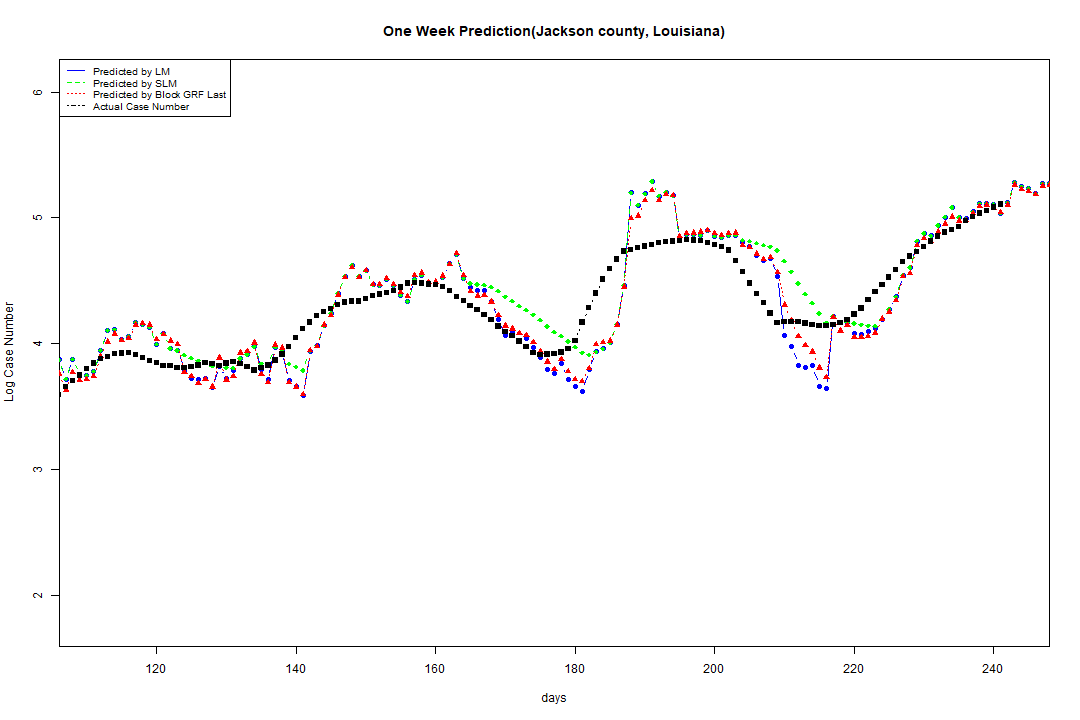 One Week Prediction(Jackson county, Louisiana)
Predicted by LM
Predicted by SLM
Predicted by Block GRF Last
Actual Case Number
6
5
4
3
2
Log Case Number
120 140 160 180 200 220 240
days